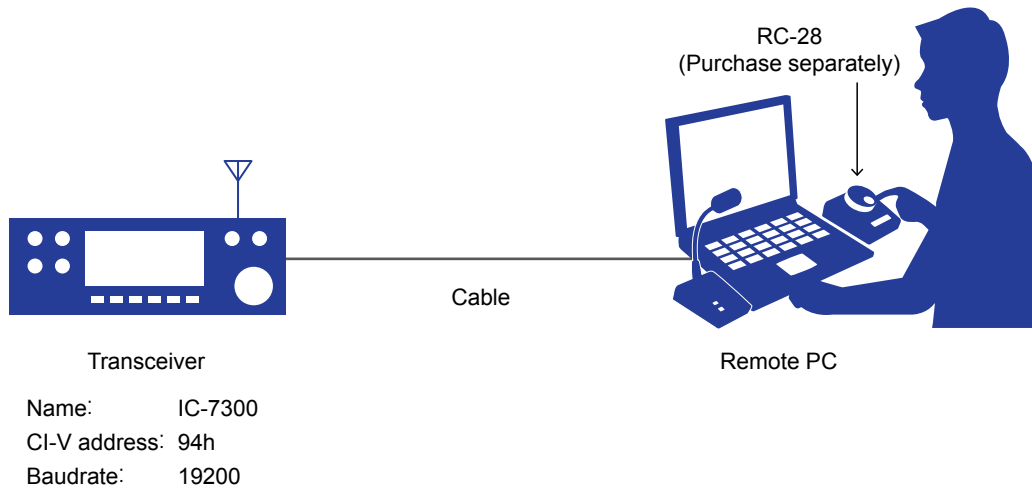 RC-28
(Purchase separately)
Cable
Transceiver
Remote PC
Name: IC-7300
CI-V address: 94h
Baudrate: 19200